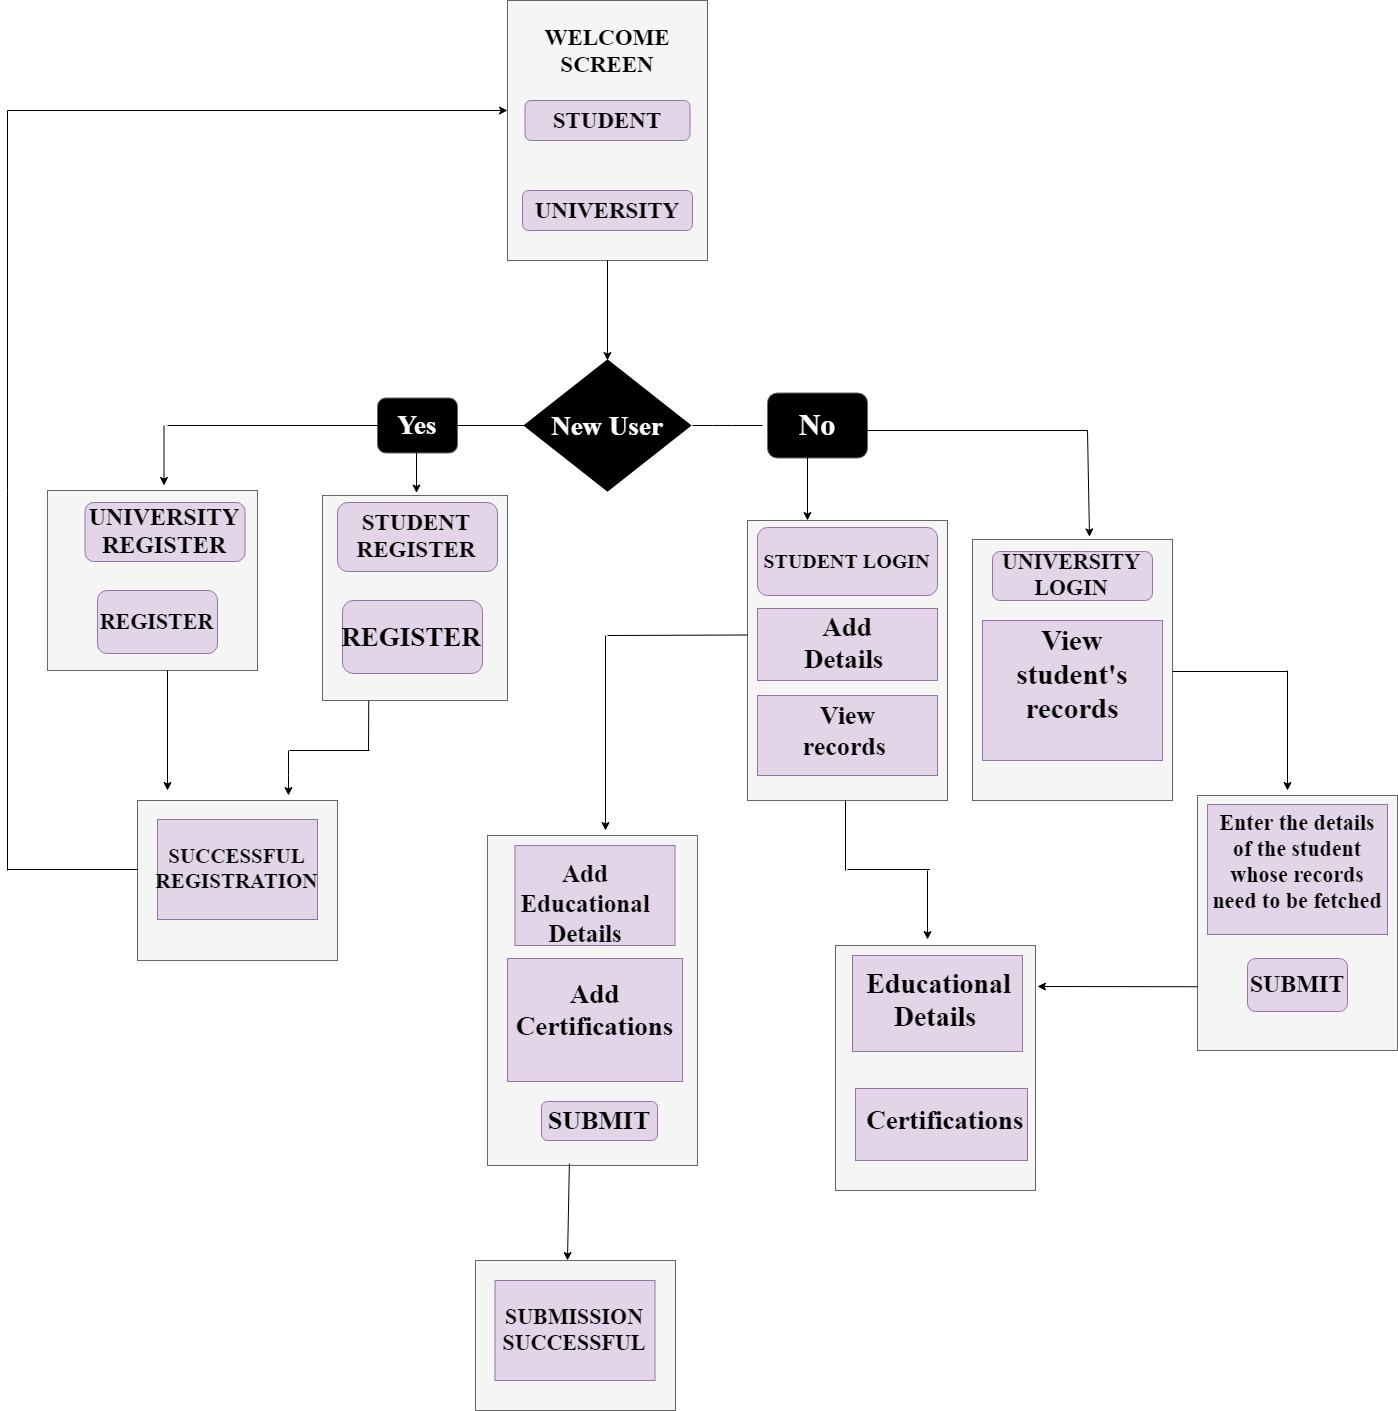 WELCOME
SCREEN
STUDENT
UNIVERSITY
Yes
New User
No
UNIVERSITY
REGISTER
REGISTER
STUDENT
REGISTER
REGISTER
STUDENT LOGIN
Add
Details
View
records
UNIVERSITY
LOGIN
View
student's
records
SUCCESSFUL
REGISTRATION
Add
Educational
Details
Add
Certifications
SUBMIT
Enter the details
of the student
whose records
need to be fetched
SUBMIT
Educational
Details
Certifications
SUBMISSION
SUCCESSFUL